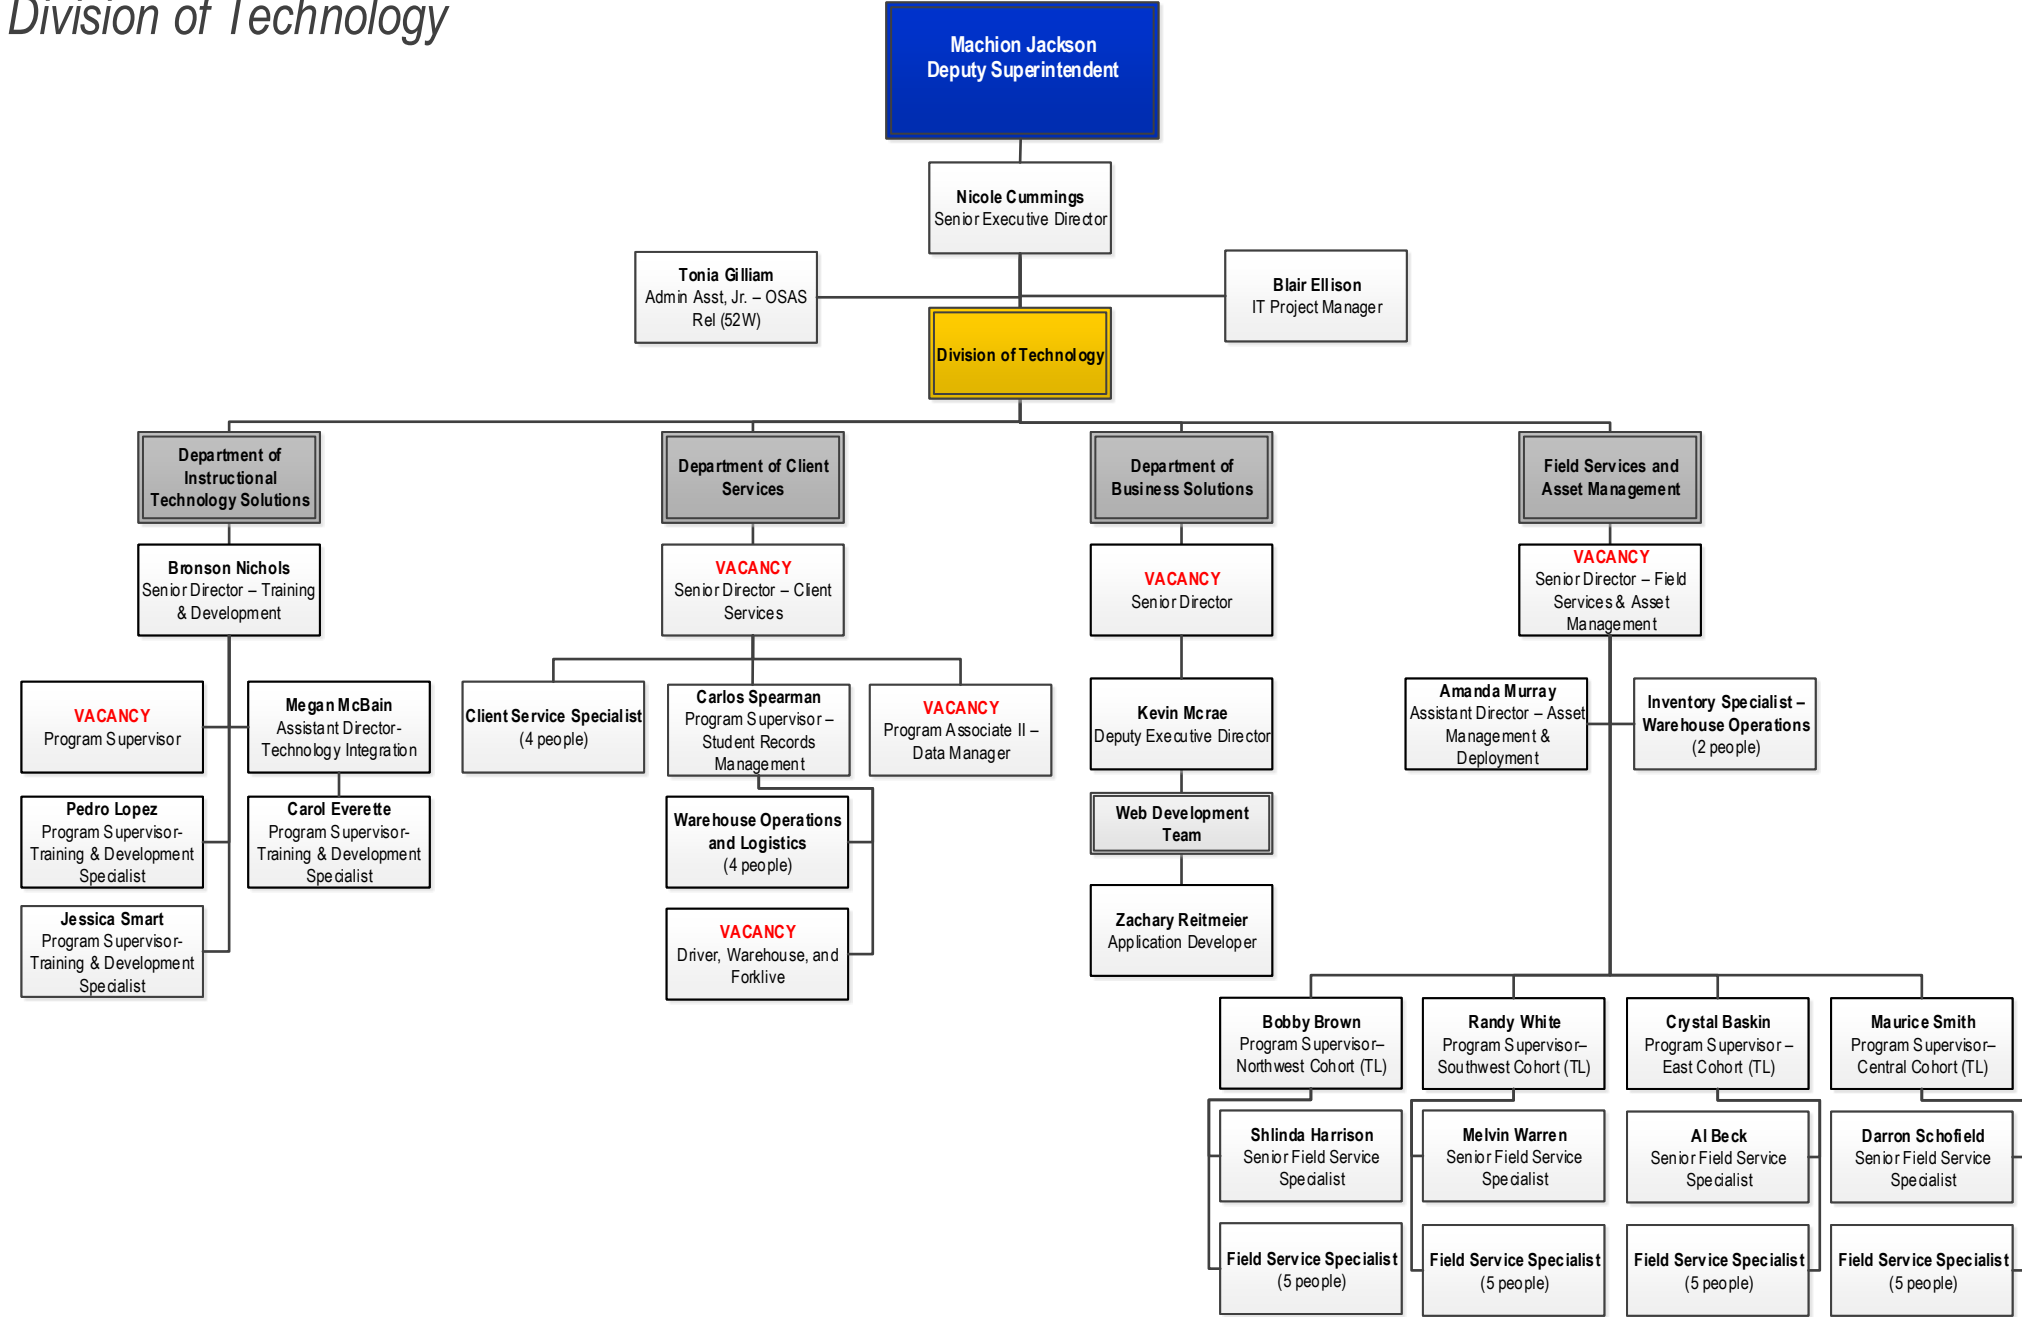 Division of Technology
Machion Jackson
Deputy Superintendent
Nicole Cummings
Senior Executive Director
Tonia Gilliam
Admin Asst, Jr. – OSAS
Rel (52W)
Blair Ellison
IT Project Manager
Division of Technology
Department of
Instructional
Technology Solutions
Department of Client
Services
Department of
Business Solutions
Field Services and
Asset Management
Bronson Nichols
Senior Director – Training
& Development
VACANCY
Senior Director – Client
Services
VACANCY
Senior Director
VACANCY
Senior Director – Field
Services & Asset
Management
VACANCY
Program Supervisor
Megan McBain
Assistant Director-
Technology Integration
Client Service Specialist
(4 people)
Carlos Spearman
Program Supervisor –
Student Records
Management
VACANCY
Program Associate II –
Data Manager
Kevin Mcrae
Deputy Executive Director
Amanda Murray
Assistant Director – Asset
Management &
Deployment
Inventory Specialist –
Warehouse Operations
(2 people)
Pedro Lopez
Program Supervisor-
Training & Development
Specialist
Carol Everette
Program Supervisor-
Training & Development
Specialist
Warehouse Operations
and Logistics
(4 people)
Web Development
Team
Jessica Smart
Program Supervisor-
Training & Development
Specialist
VACANCY
Driver, Warehouse, and
Forklive
Zachary Reitmeier
Application Developer
Bobby Brown
Program Supervisor–
Northwest Cohort (TL)
Randy White
Program Supervisor–
Southwest Cohort (TL)
Crystal Baskin
Program Supervisor –
East Cohort (TL)
Maurice Smith
Program Supervisor–
Central Cohort (TL)
Shlinda Harrison
Senior Field Service
Specialist
Melvin Warren
Senior Field Service
Specialist
Al Beck
Senior Field Service
Specialist
Darron Schofield
Senior Field Service
Specialist
Field Service Specialist
(5 people)
Field Service Specialist
(5 people)
Field Service Specialist
(5 people)
Field Service Specialist
(5 people)